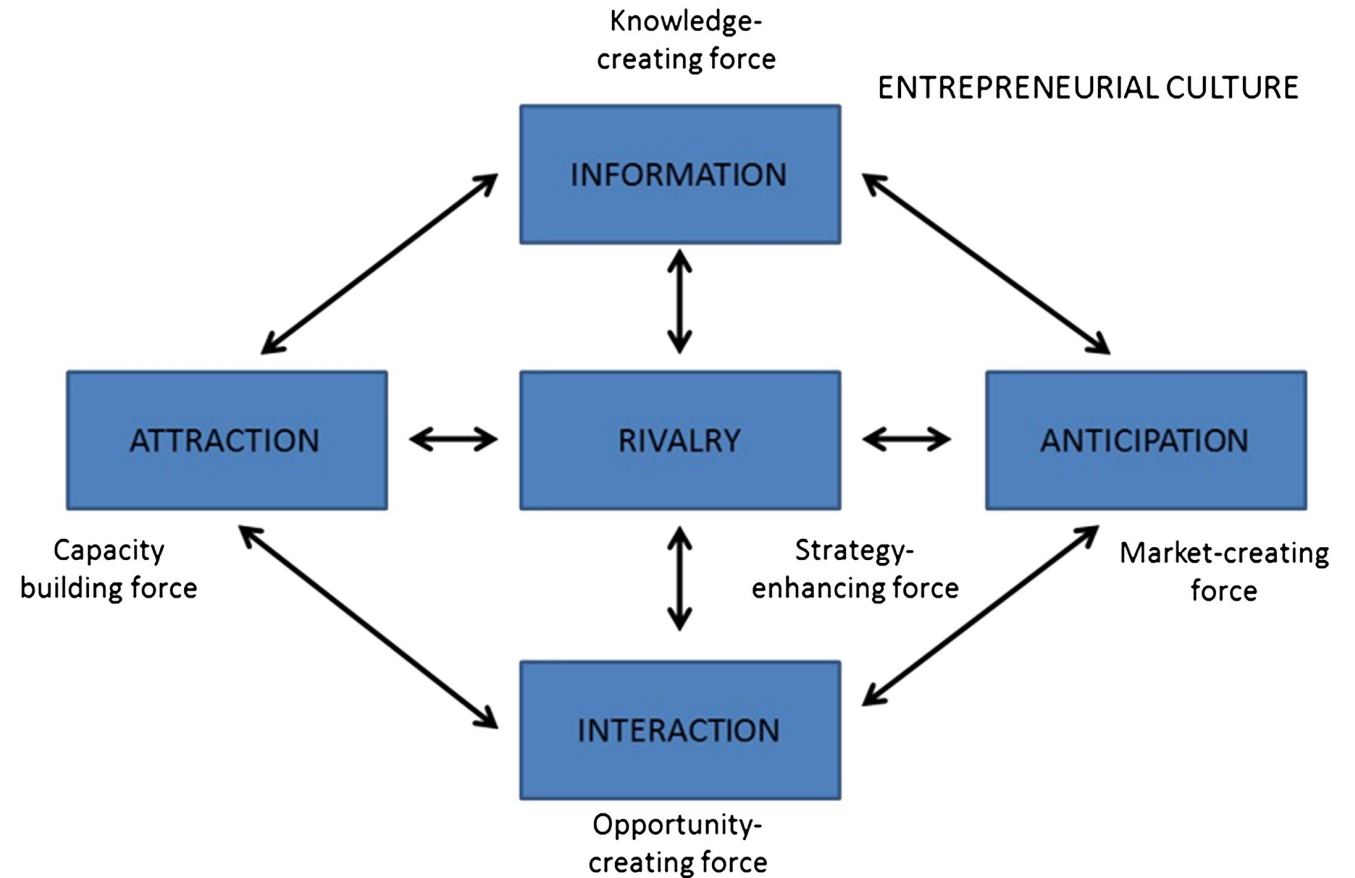 Knowledge-
creating force
ENTREPRENEURIAL CULTURE
INFORMATION
ATTRACTION
RIVALRY
ANTICIPATION
Capacity
building force
Strategy-
enhancing force
Market-creating
force
INTERACTION
Opportunity-
creating force